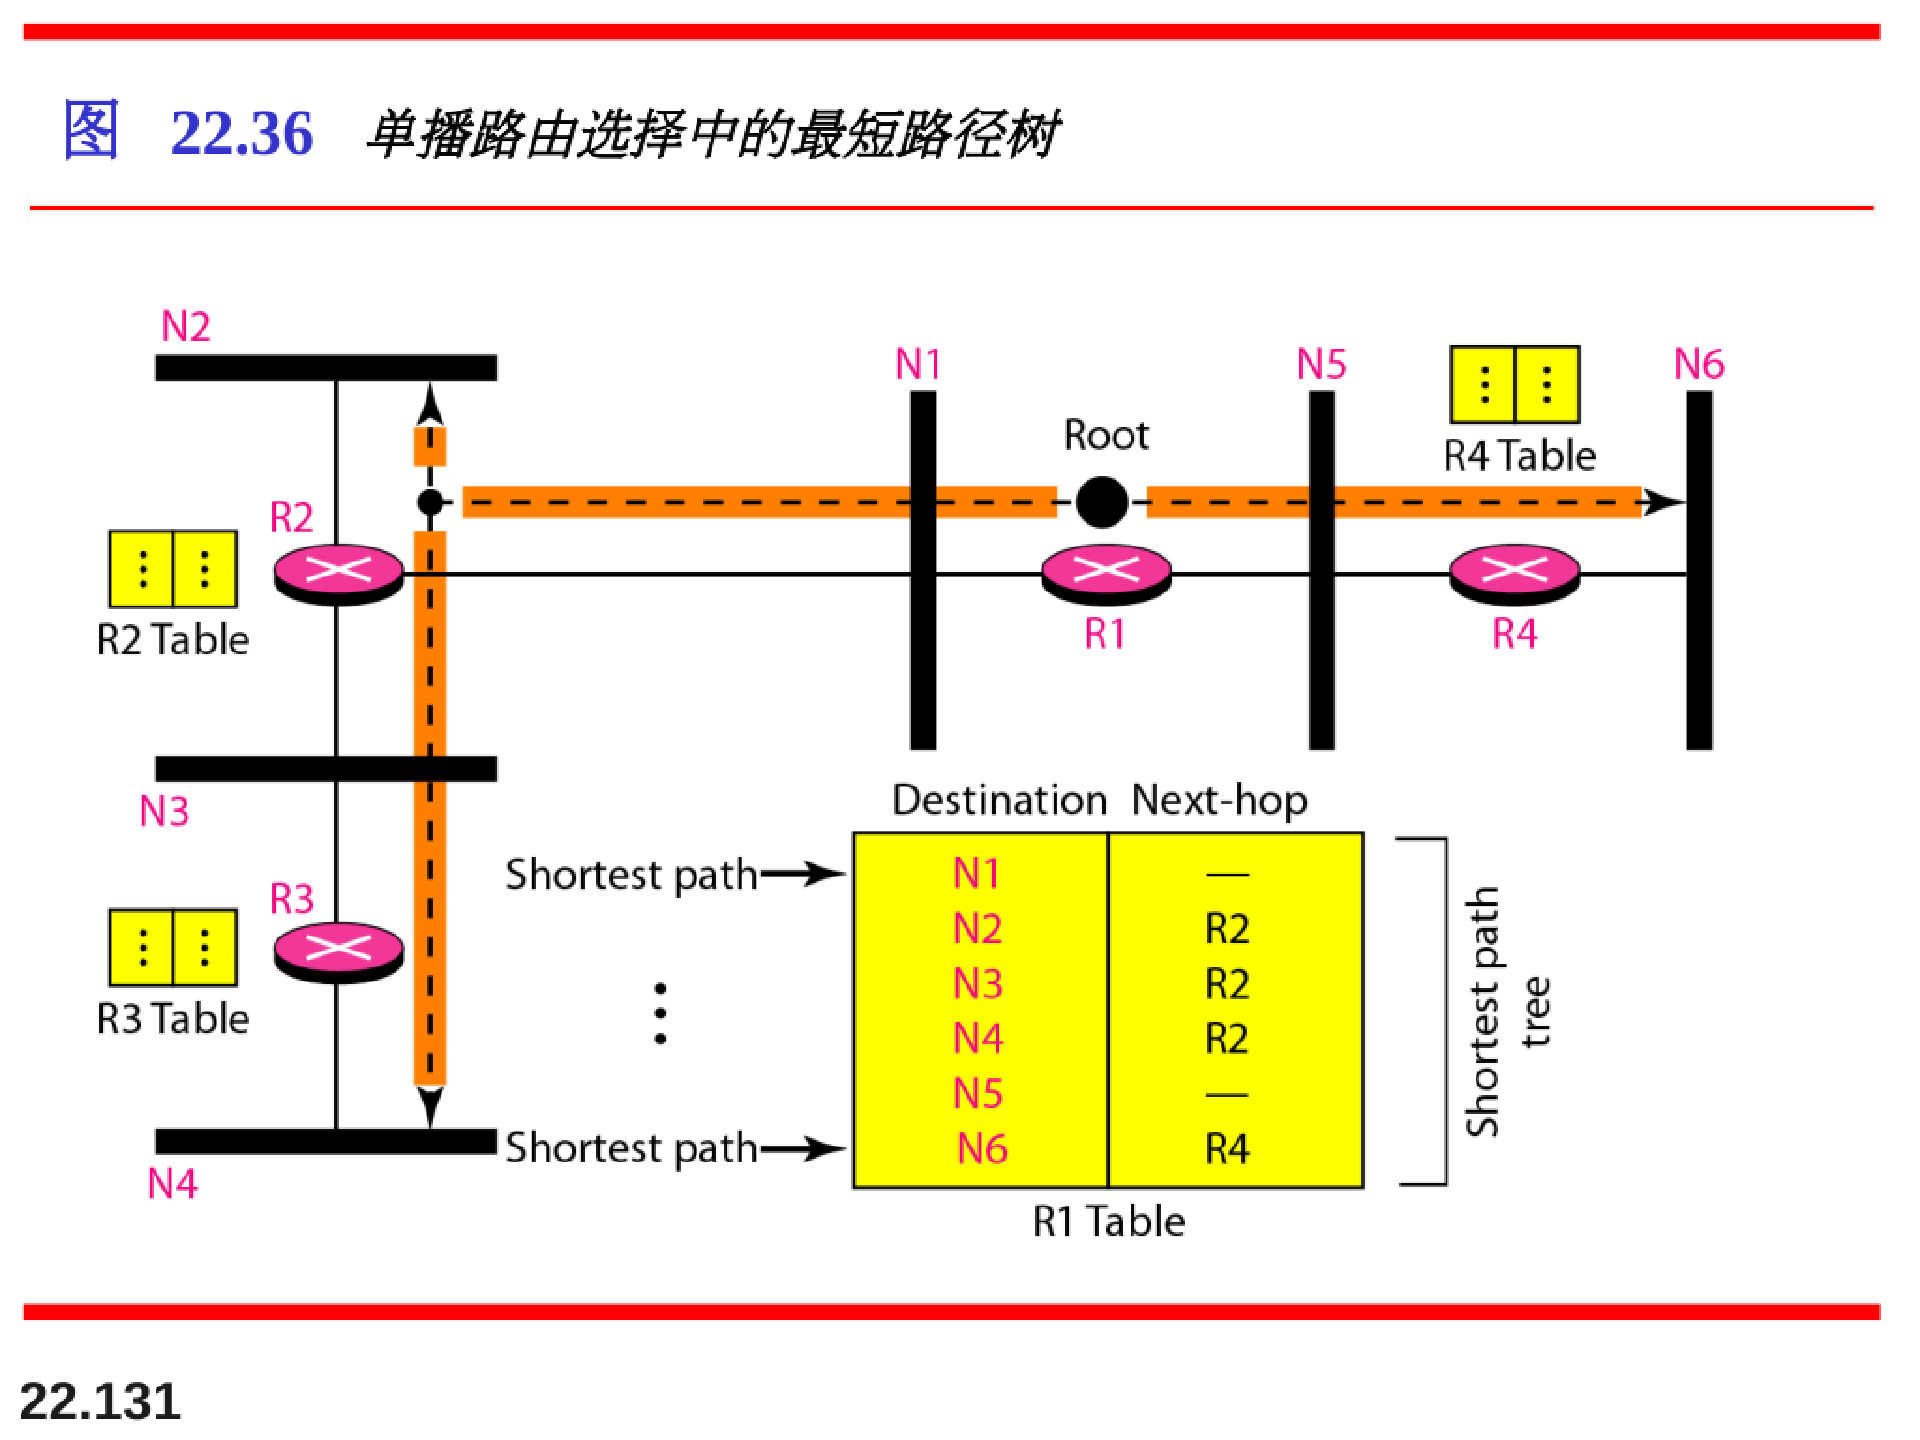 图 22.36 单播路由选择中的最短路径树
N2
N1
N5
N6
Root
R4 Table
R2
R2 Table
R1
R4
N3
Destination Next-hop
Shortest path
N1 —
N2 R2
N3 R2
N4 R2
N5 —
N6 R4
Shortest path
R1 Table
Shortest path
tree
R3
R3 Table
N4
22.131